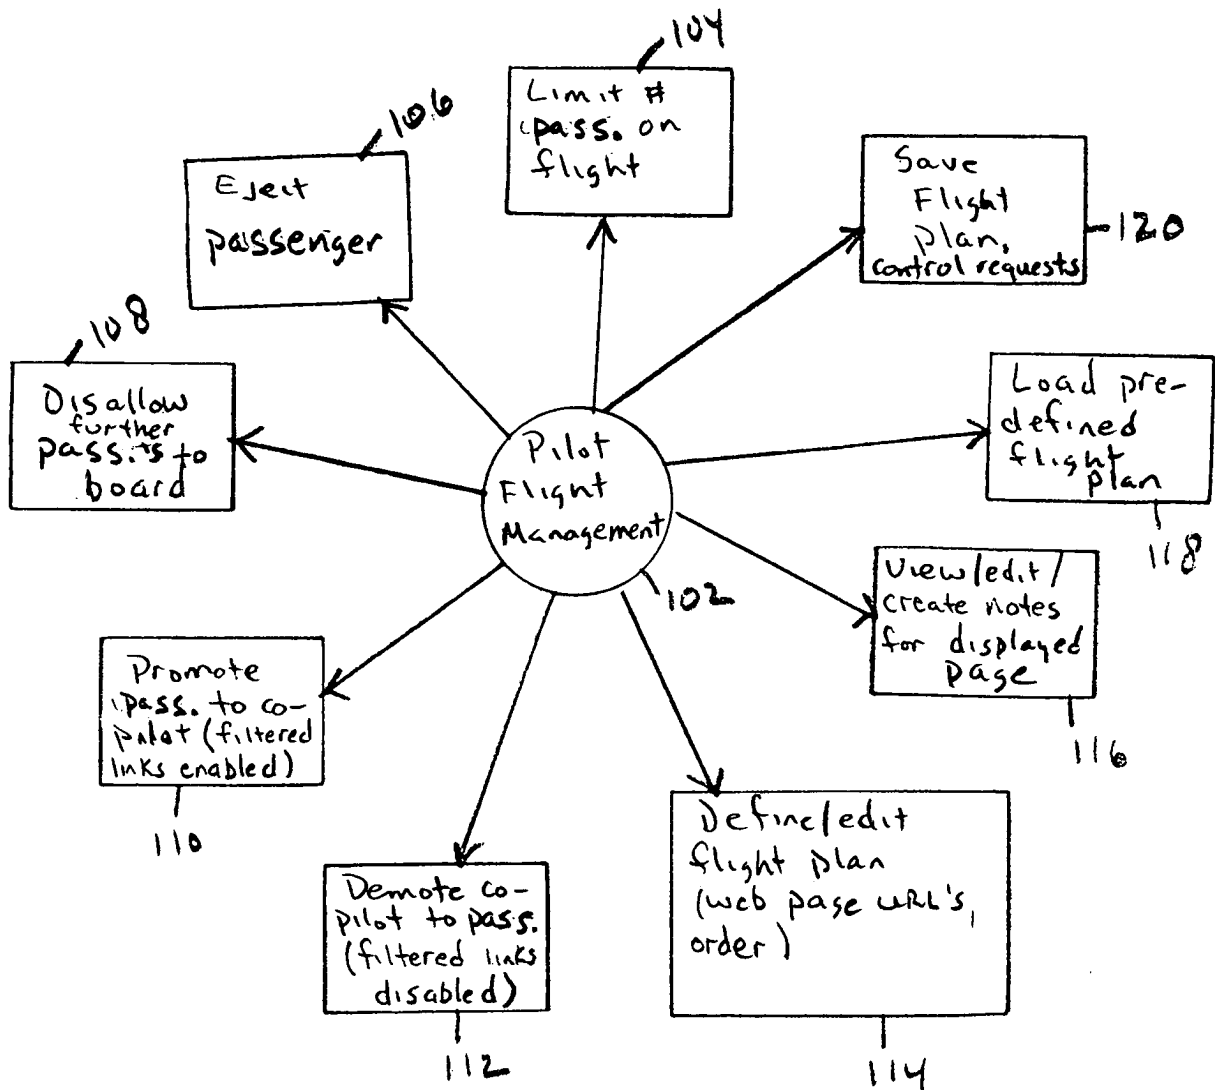 104
Limit #
pass. on
flight
106
Eject
passenger
Save
Flight
plan,
control requests
120
108
Disallow
further
pass.'s to
board
Load pre-
defined
flight
plan
118
Pilot
Flight
Management
102
View/edit/
create notes
for displayed
page
116
Promote
pass. to co-
pilot (filtered
links enabled)
110
Demote co-
pilot to pass.
(filtered links
disabled)
112
Define/edit
flight plan
(web page URL's,
order)
114